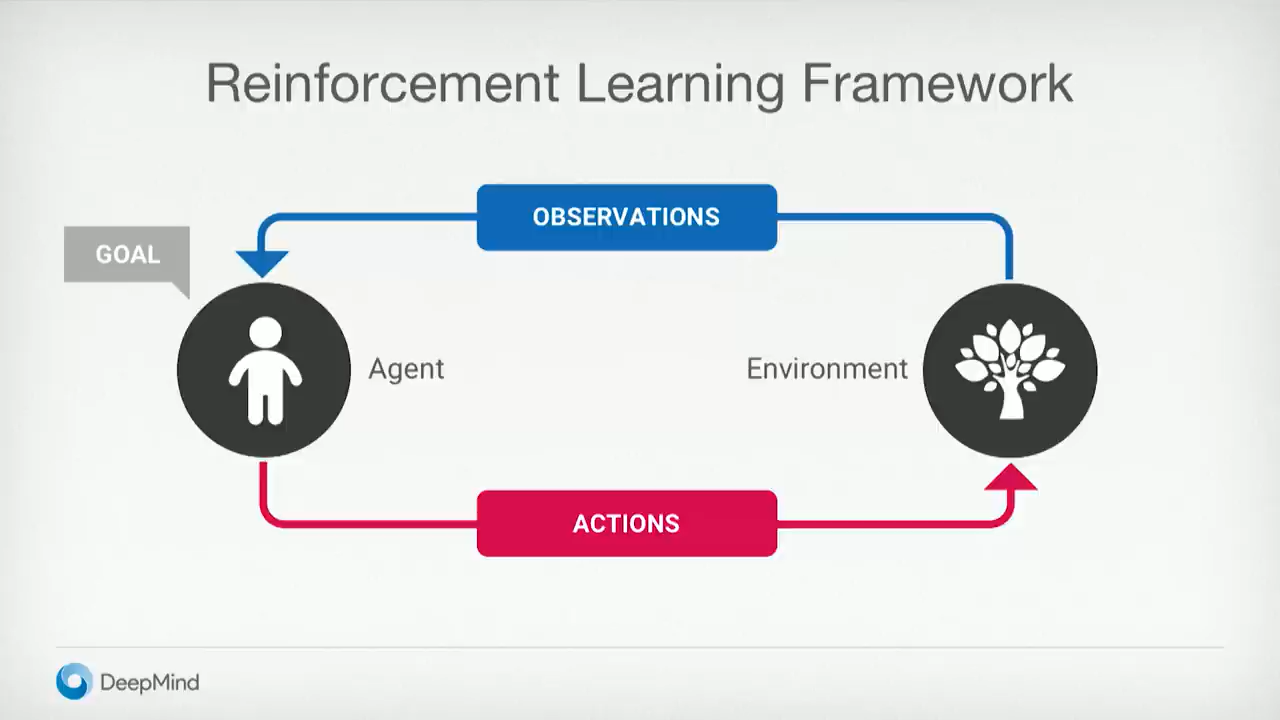 Reinforcement Learning Framework
OBSERVATIONS
GOAL
Agent
Environment
ACTIONS
DeepMind